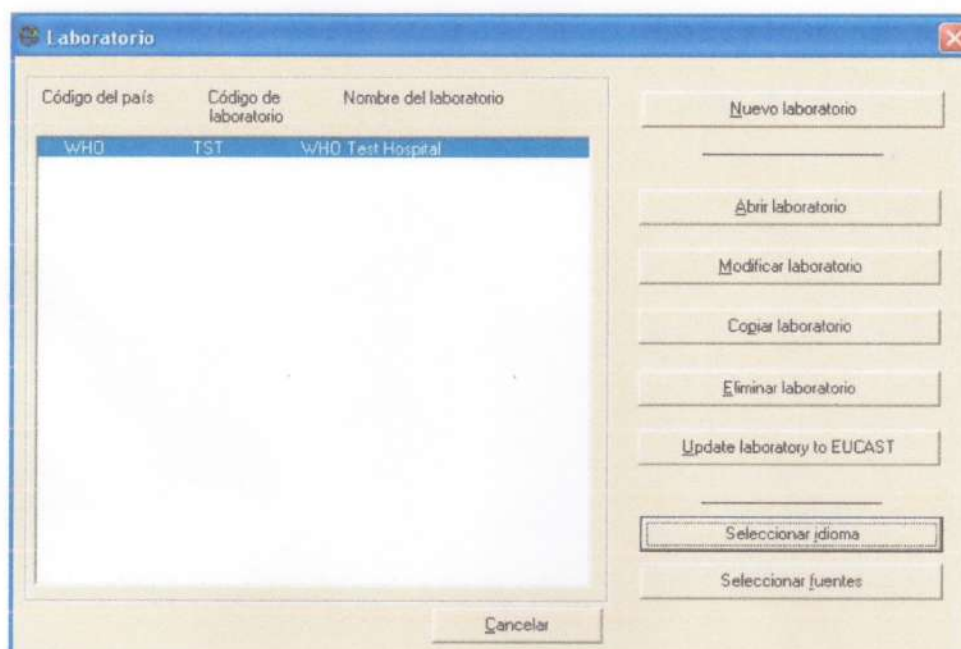 Laboratorio
Código del país Código de laboratorio Nombre del laboratorio
WHO TST WHO Test Hospital
Nuevo laboratorio
Abrir laboratorio
Modificar laboratorio
Copiar laboratorio
Eliminar laboratorio
Update laboratory to EUCAST
Seleccionar idioma
Seleccionar fuentes
Cancelar